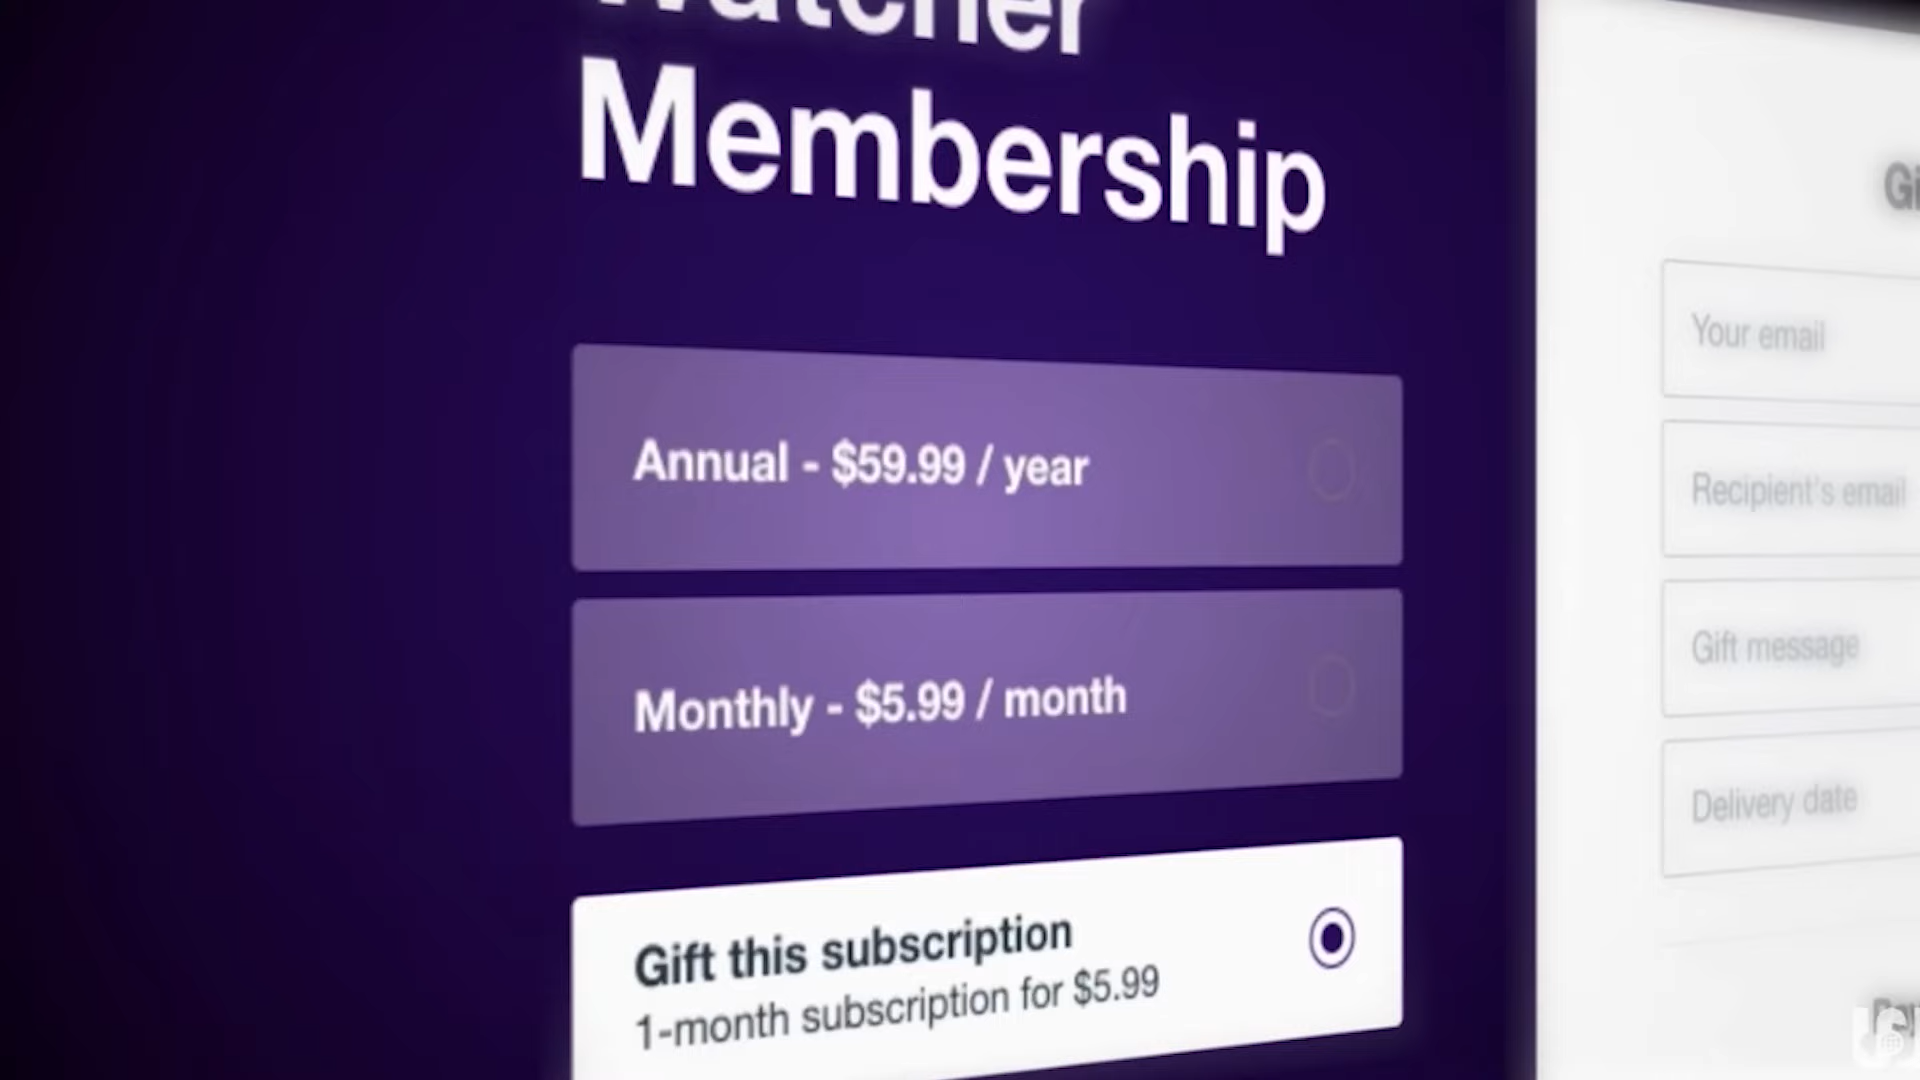 Watcher
Membership
Annual - $59.99 / year
Monthly - $5.99 / month
Gift this subscription
1-month subscription for $5.99
Your email
Recipient's email
Gift message
Delivery date